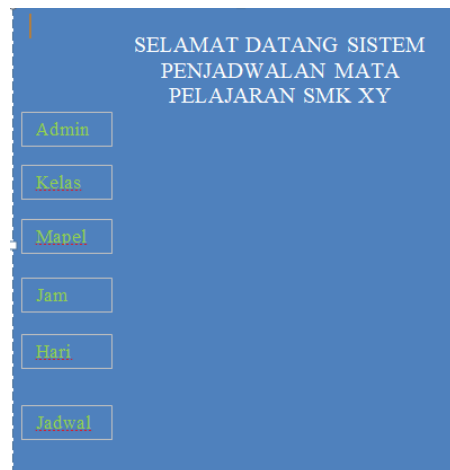 SELAMAT DATANG SISTEM
PENJADWALAN MATA
PELAJARAN SMK XY
Admin
Kelas
Mapel
Jam
Hari
Jadwal